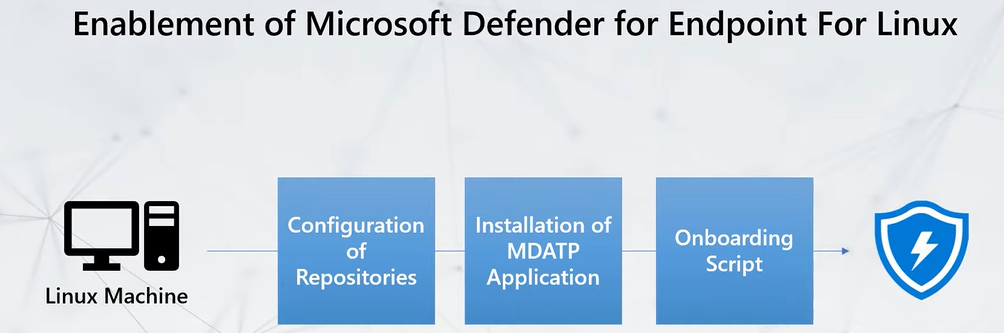 Enablement of Microsoft Defender for Endpoint For Linux
Configuration
of
Repositories
Installation of
MDATP
Application
Onboarding
Script
Linux Machine